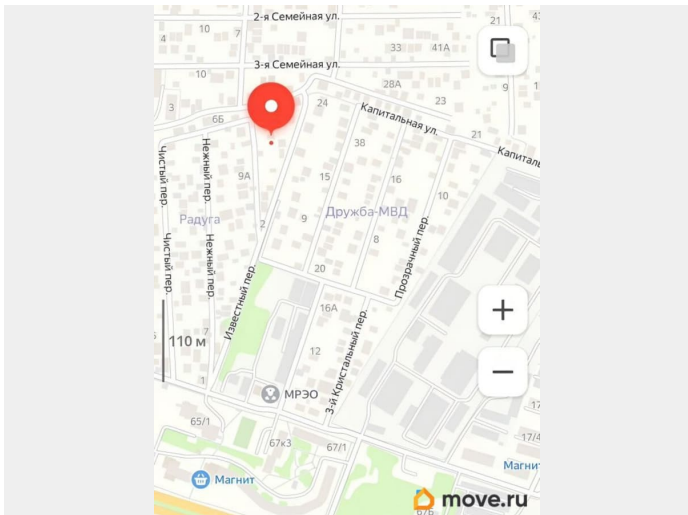 2-я Семейная ул.
21
43
4
10
7
33
41А
3-я Семейная ул.
10
28А
9
1
3
24
23
6Б
Капитальная ул.
21
38
Капиталь
Чистый пер.
Нежный пер.
9А
15
16
10
Радуга
2
9
Дружба-МВД
8
Чистый пер.
Нежный пер.
Прозрачный пер.
20
Известный пер.
16А
+
110 м
7
3-й Кристальный пер.
12
−
1
МРЭО
17
65/1
67к3
67/1
17/4
Магнит
Магнит
move.ru
67Б